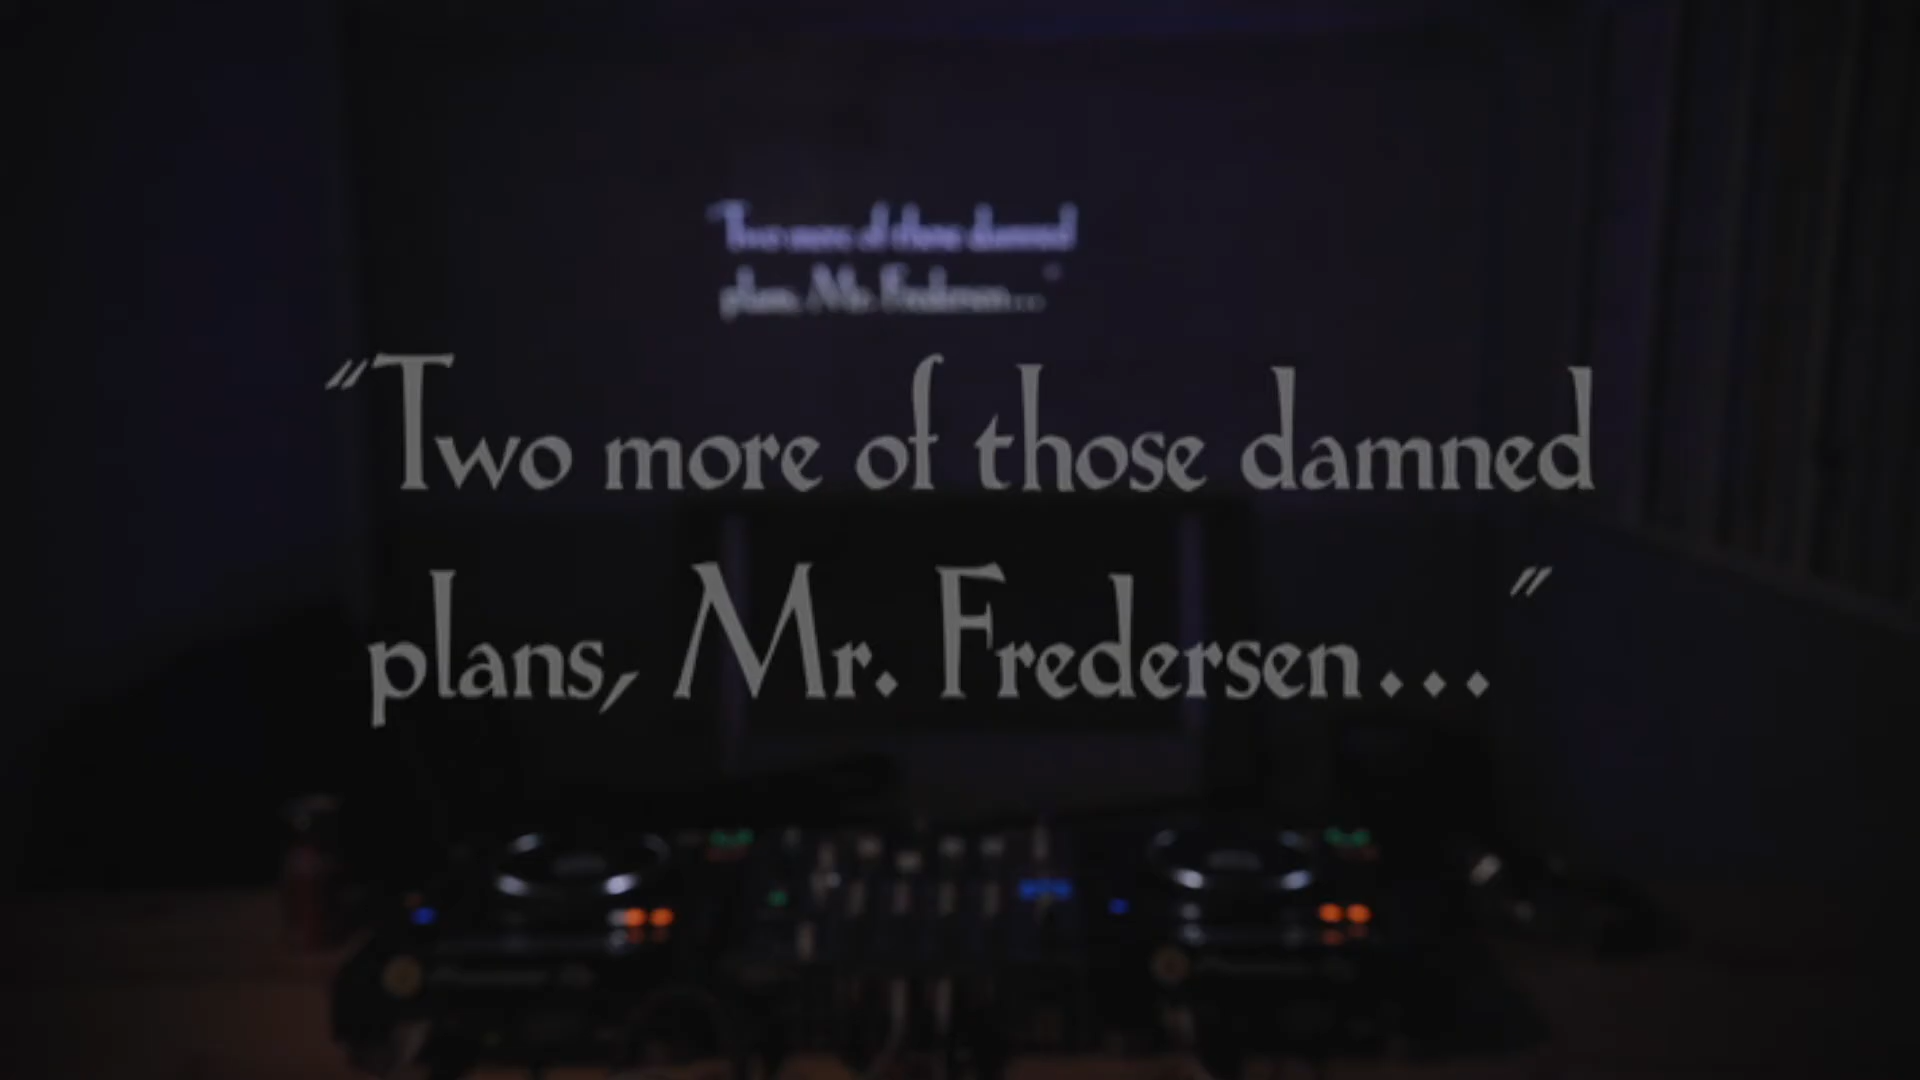 Two more of those damned
plans, Mr. Fredersen..."
"Two more of those damned
plans, Mr. Fredersen..."